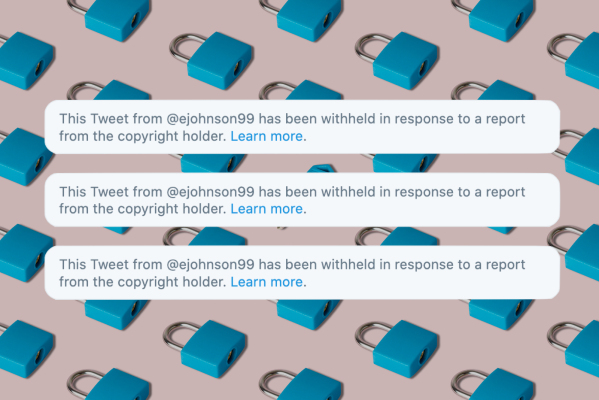 This Tweet from @ejohnson99 has been withheld in response to a report
from the copyright holder. Learn more.
This Tweet from @ejohnson99 has been withheld in response to a report
from the copyright holder. Learn more.
This Tweet from @ejohnson99 has been withheld in response to a report
from the copyright holder. Learn more.